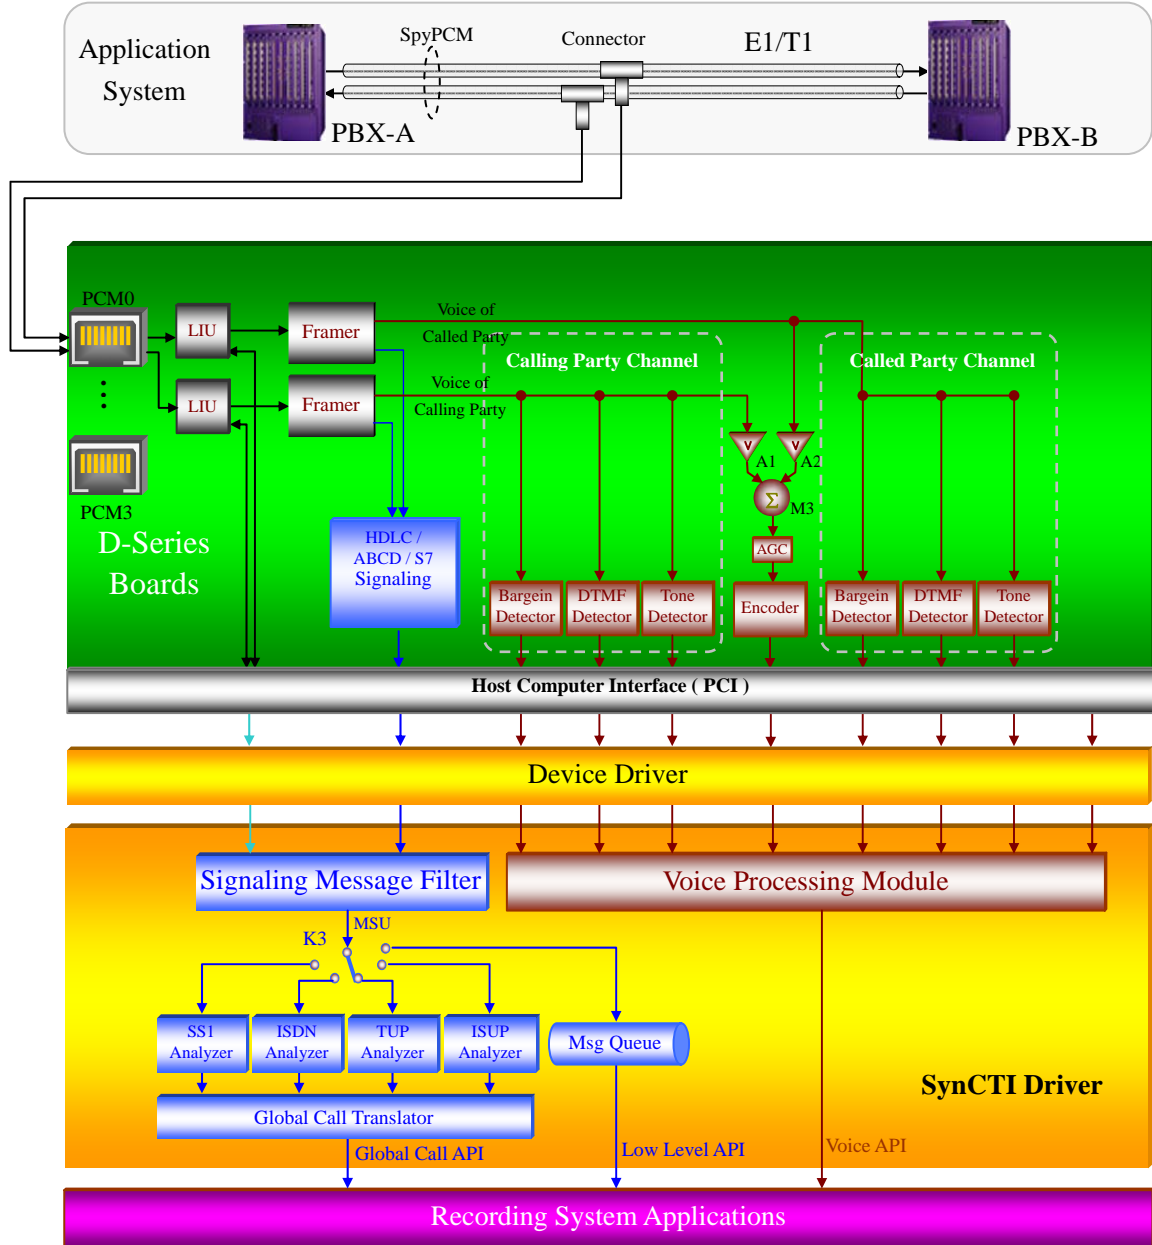 Application
System
SpyPCM
Connector
E1/T1
PBX-A
PBX-B
PCM0
LIU
Framer
Voice of
Called Party
Calling Party Channel
Called Party Channel
LIU
Framer
Voice of
Calling Party
V
V
A1
A2
Σ
M3
PCM3
D-Series
Boards
HDLC /
ABCD / S7
Signaling
AGC
Bargein
Detector
DTMF
Detector
Tone
Detector
Encoder
Bargein
Detector
DTMF
Detector
Tone
Detector
Host Computer Interface ( PCI )
Device Driver
Signaling Message Filter
Voice Processing Module
MSU
K3
SS1
Analyzer
ISDN
Analyzer
TUP
Analyzer
ISUP
Analyzer
Msg Queue
SynCTI Driver
Global Call Translator
Global Call API
Low Level API
Voice API
Recording System Applications